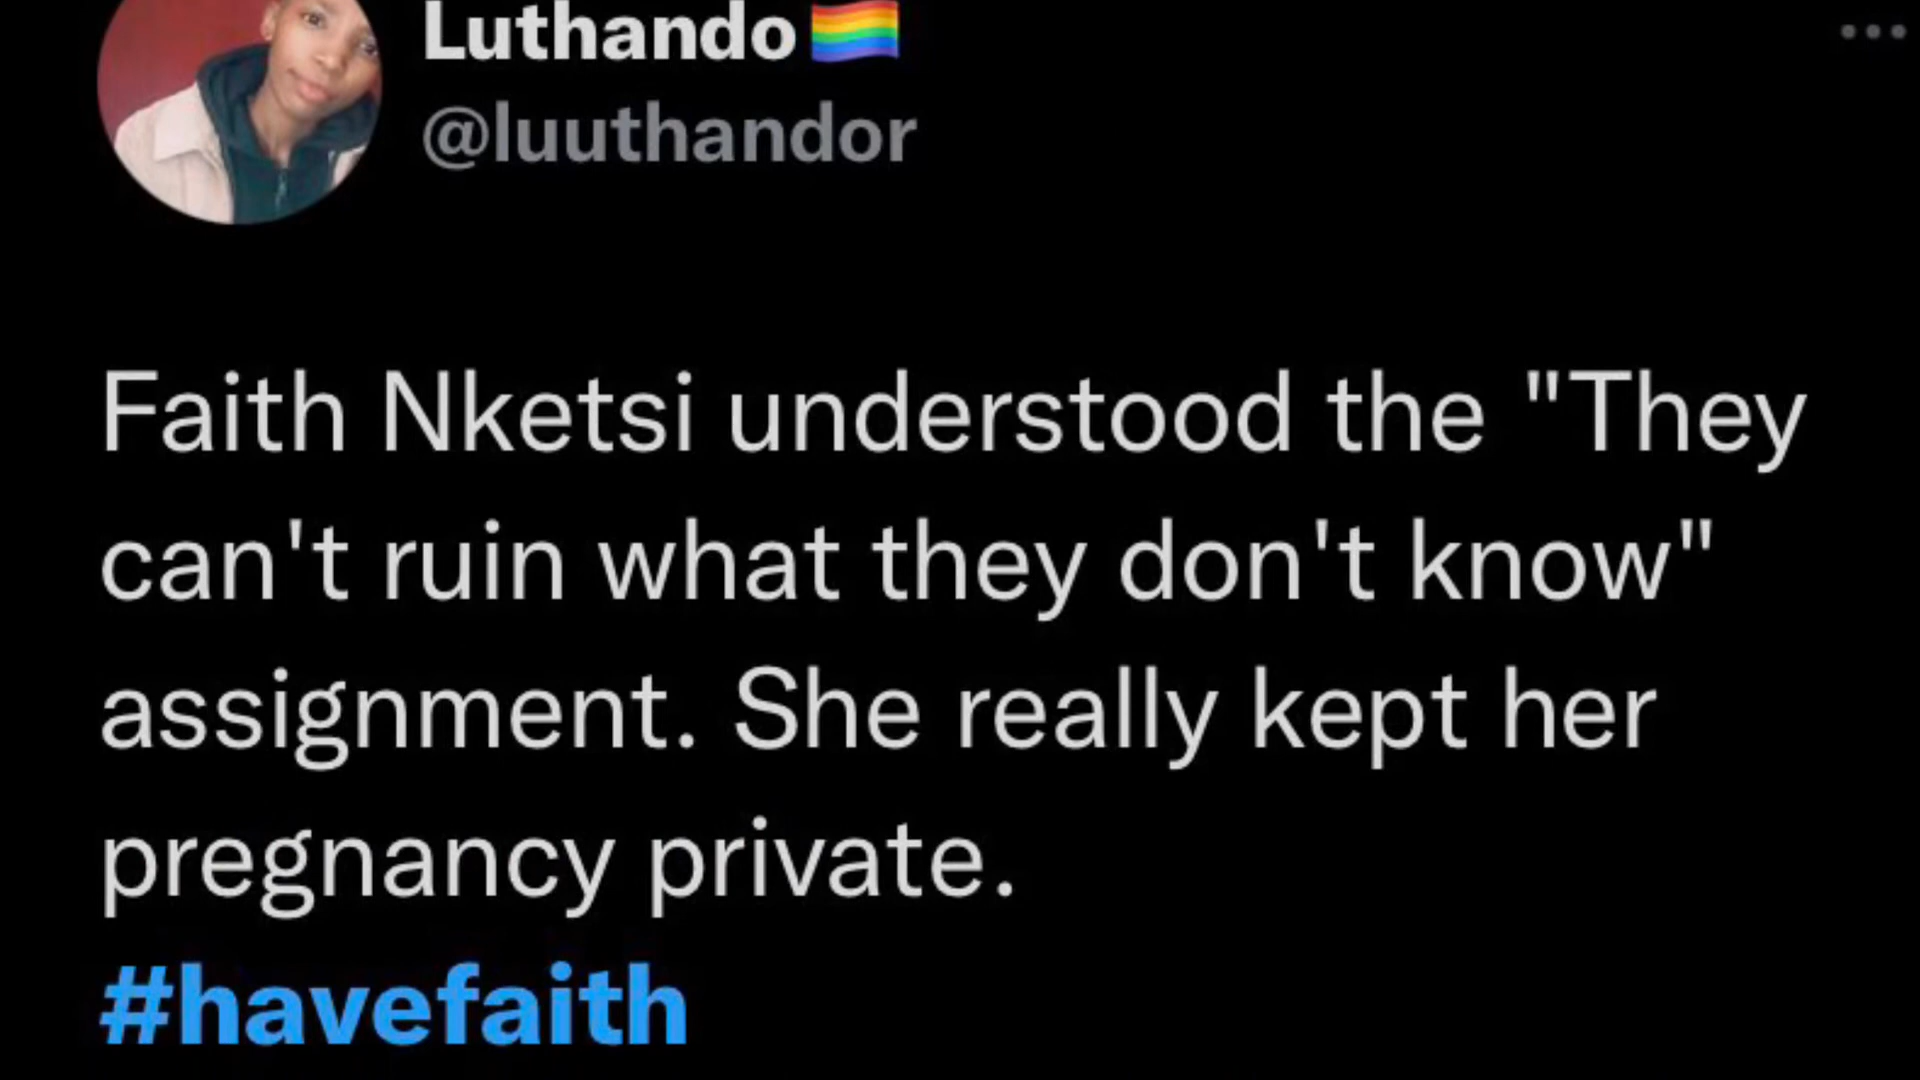 Luthando🏳️‍🌈
@luuthandor
Faith Nketsi understood the "They
can't ruin what they don't know"
assignment. She really kept her
pregnancy private.
#havefaith